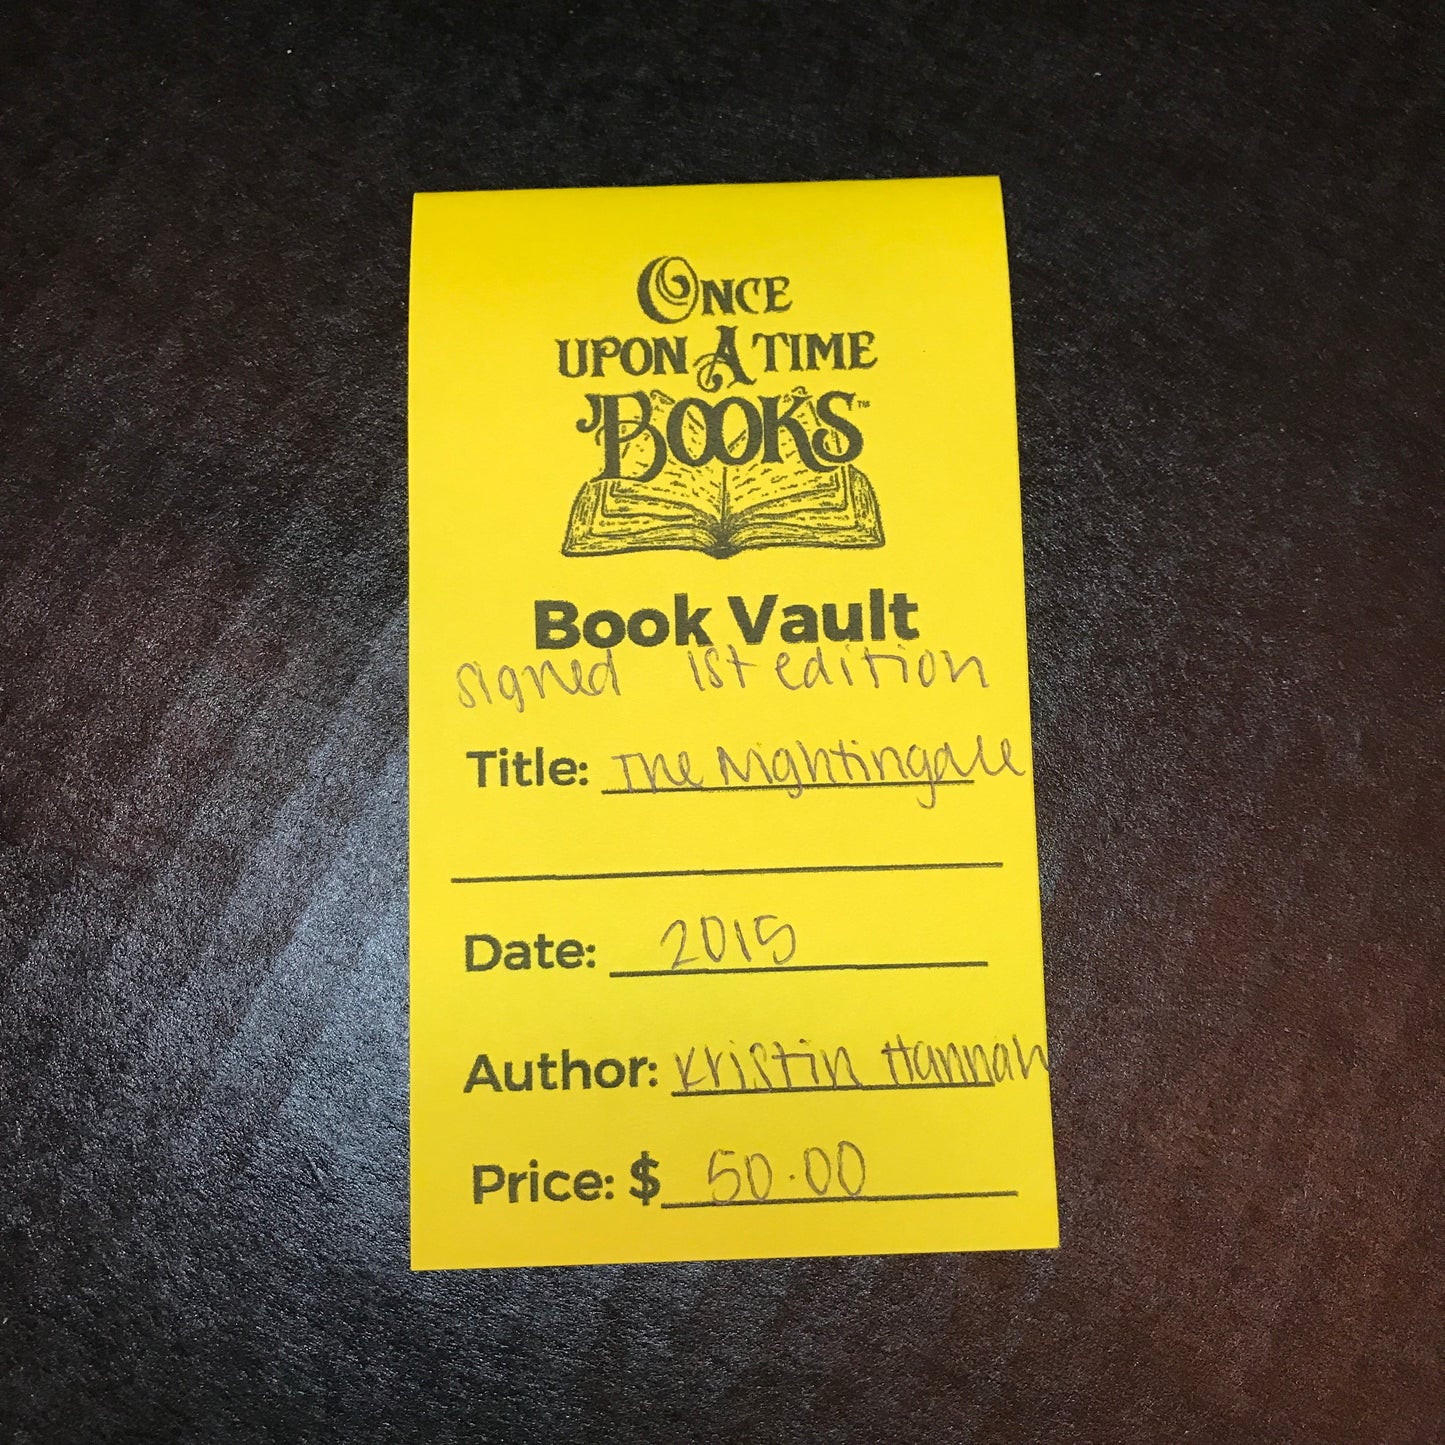 ONCE
UPON A TIME
BOOKS™
Book Vault
signed 1st edition
Title: The Nightingale
Date: 2015
Author: Kristin Hannah
Price: $ 50.00